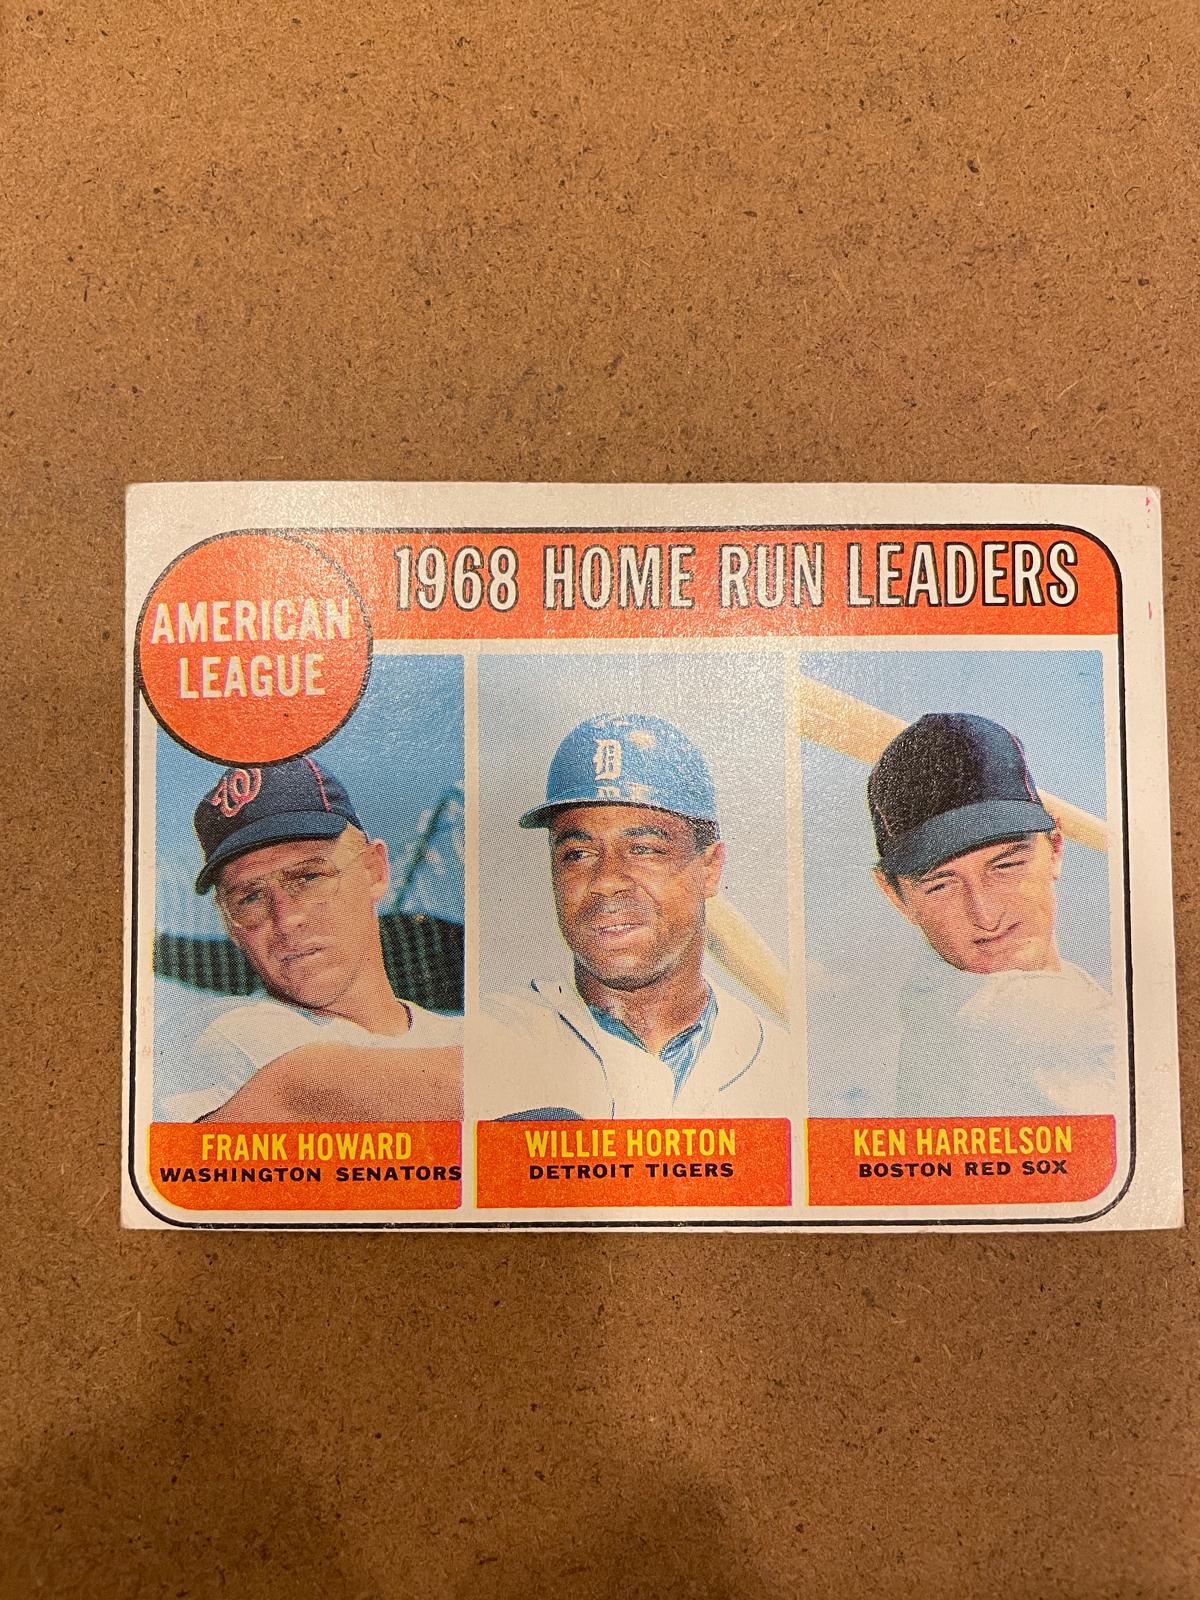 1968 HOME RUN LEADERS
AMERICAN
LEAGUE
W
D
FRANK HOWARD
WASHINGTON SENATORS
WILLIE HORTON
DETROIT TIGERS
KEN HARRELSON
BOSTON RED SOX